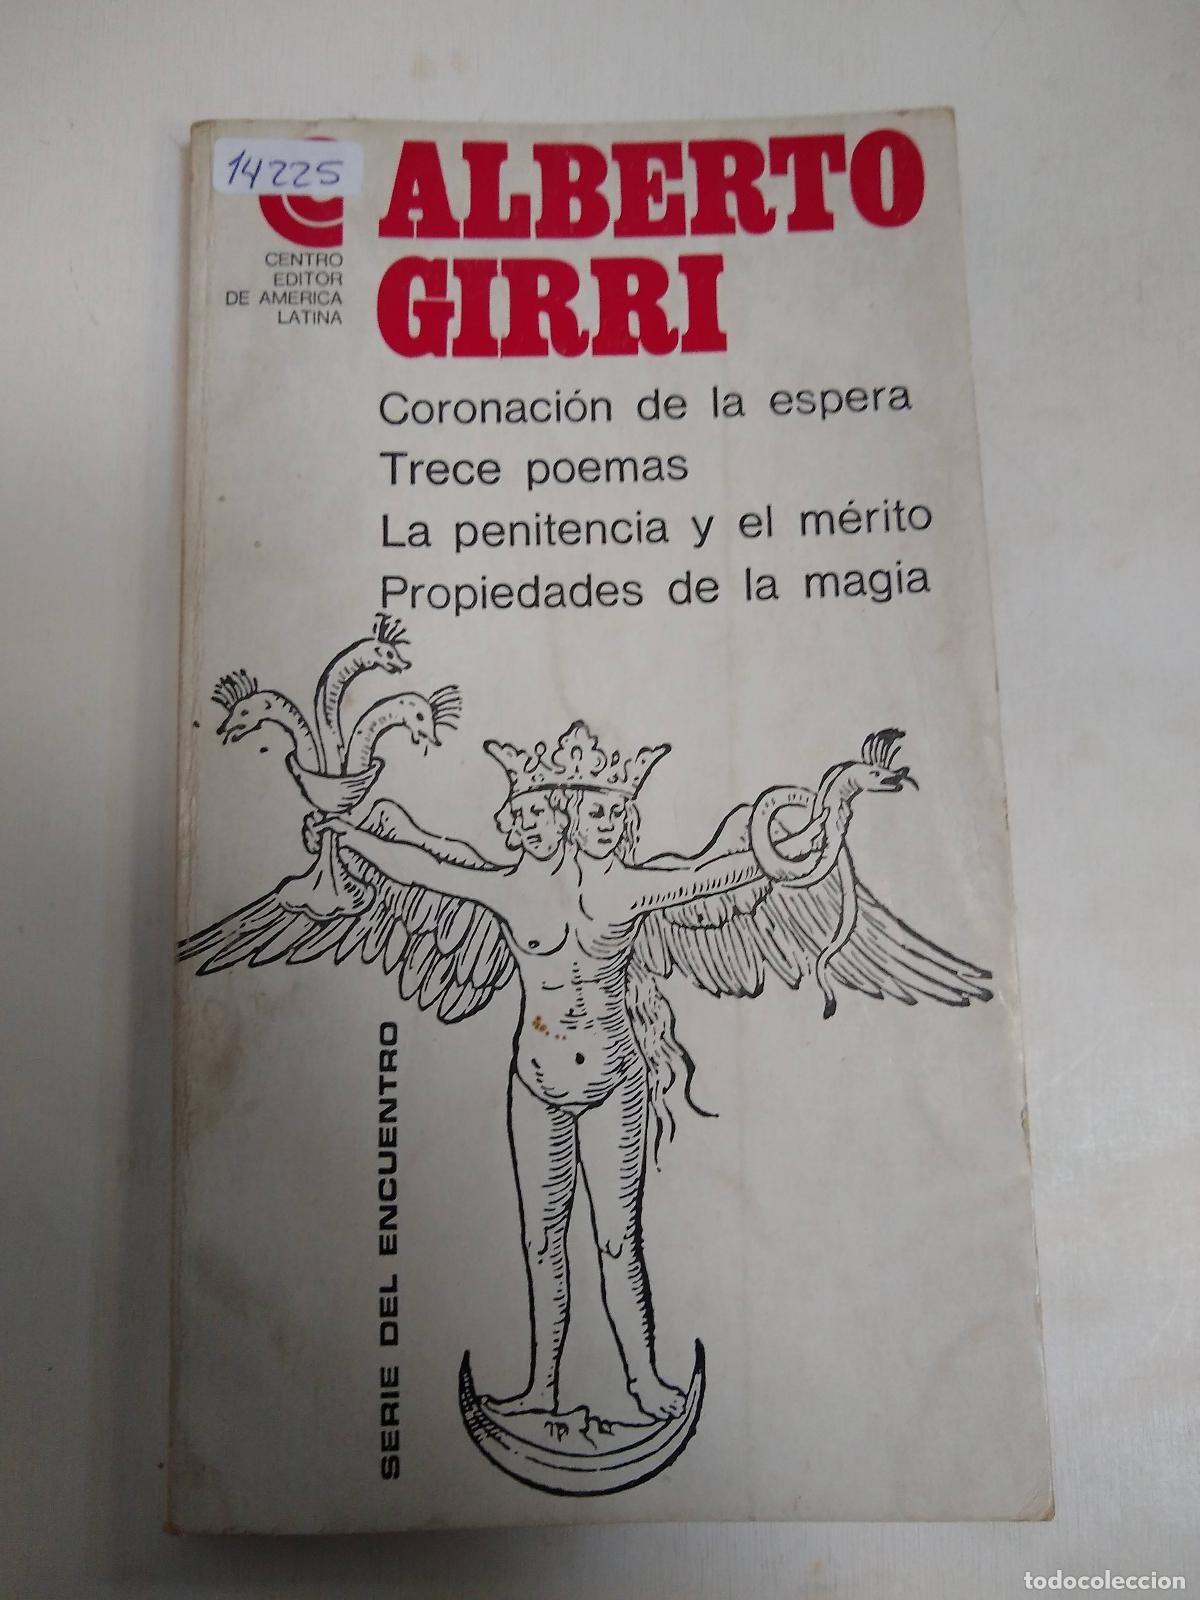 14225
CENTRO
EDITOR
DE AMERICA
LATINA
ALBERTO
GIRRI
Coronación de la espera
Trece poemas
La penitencia y el mérito
Propiedades de la magia
SERIE DEL ENCUENTRO
todocoleccion